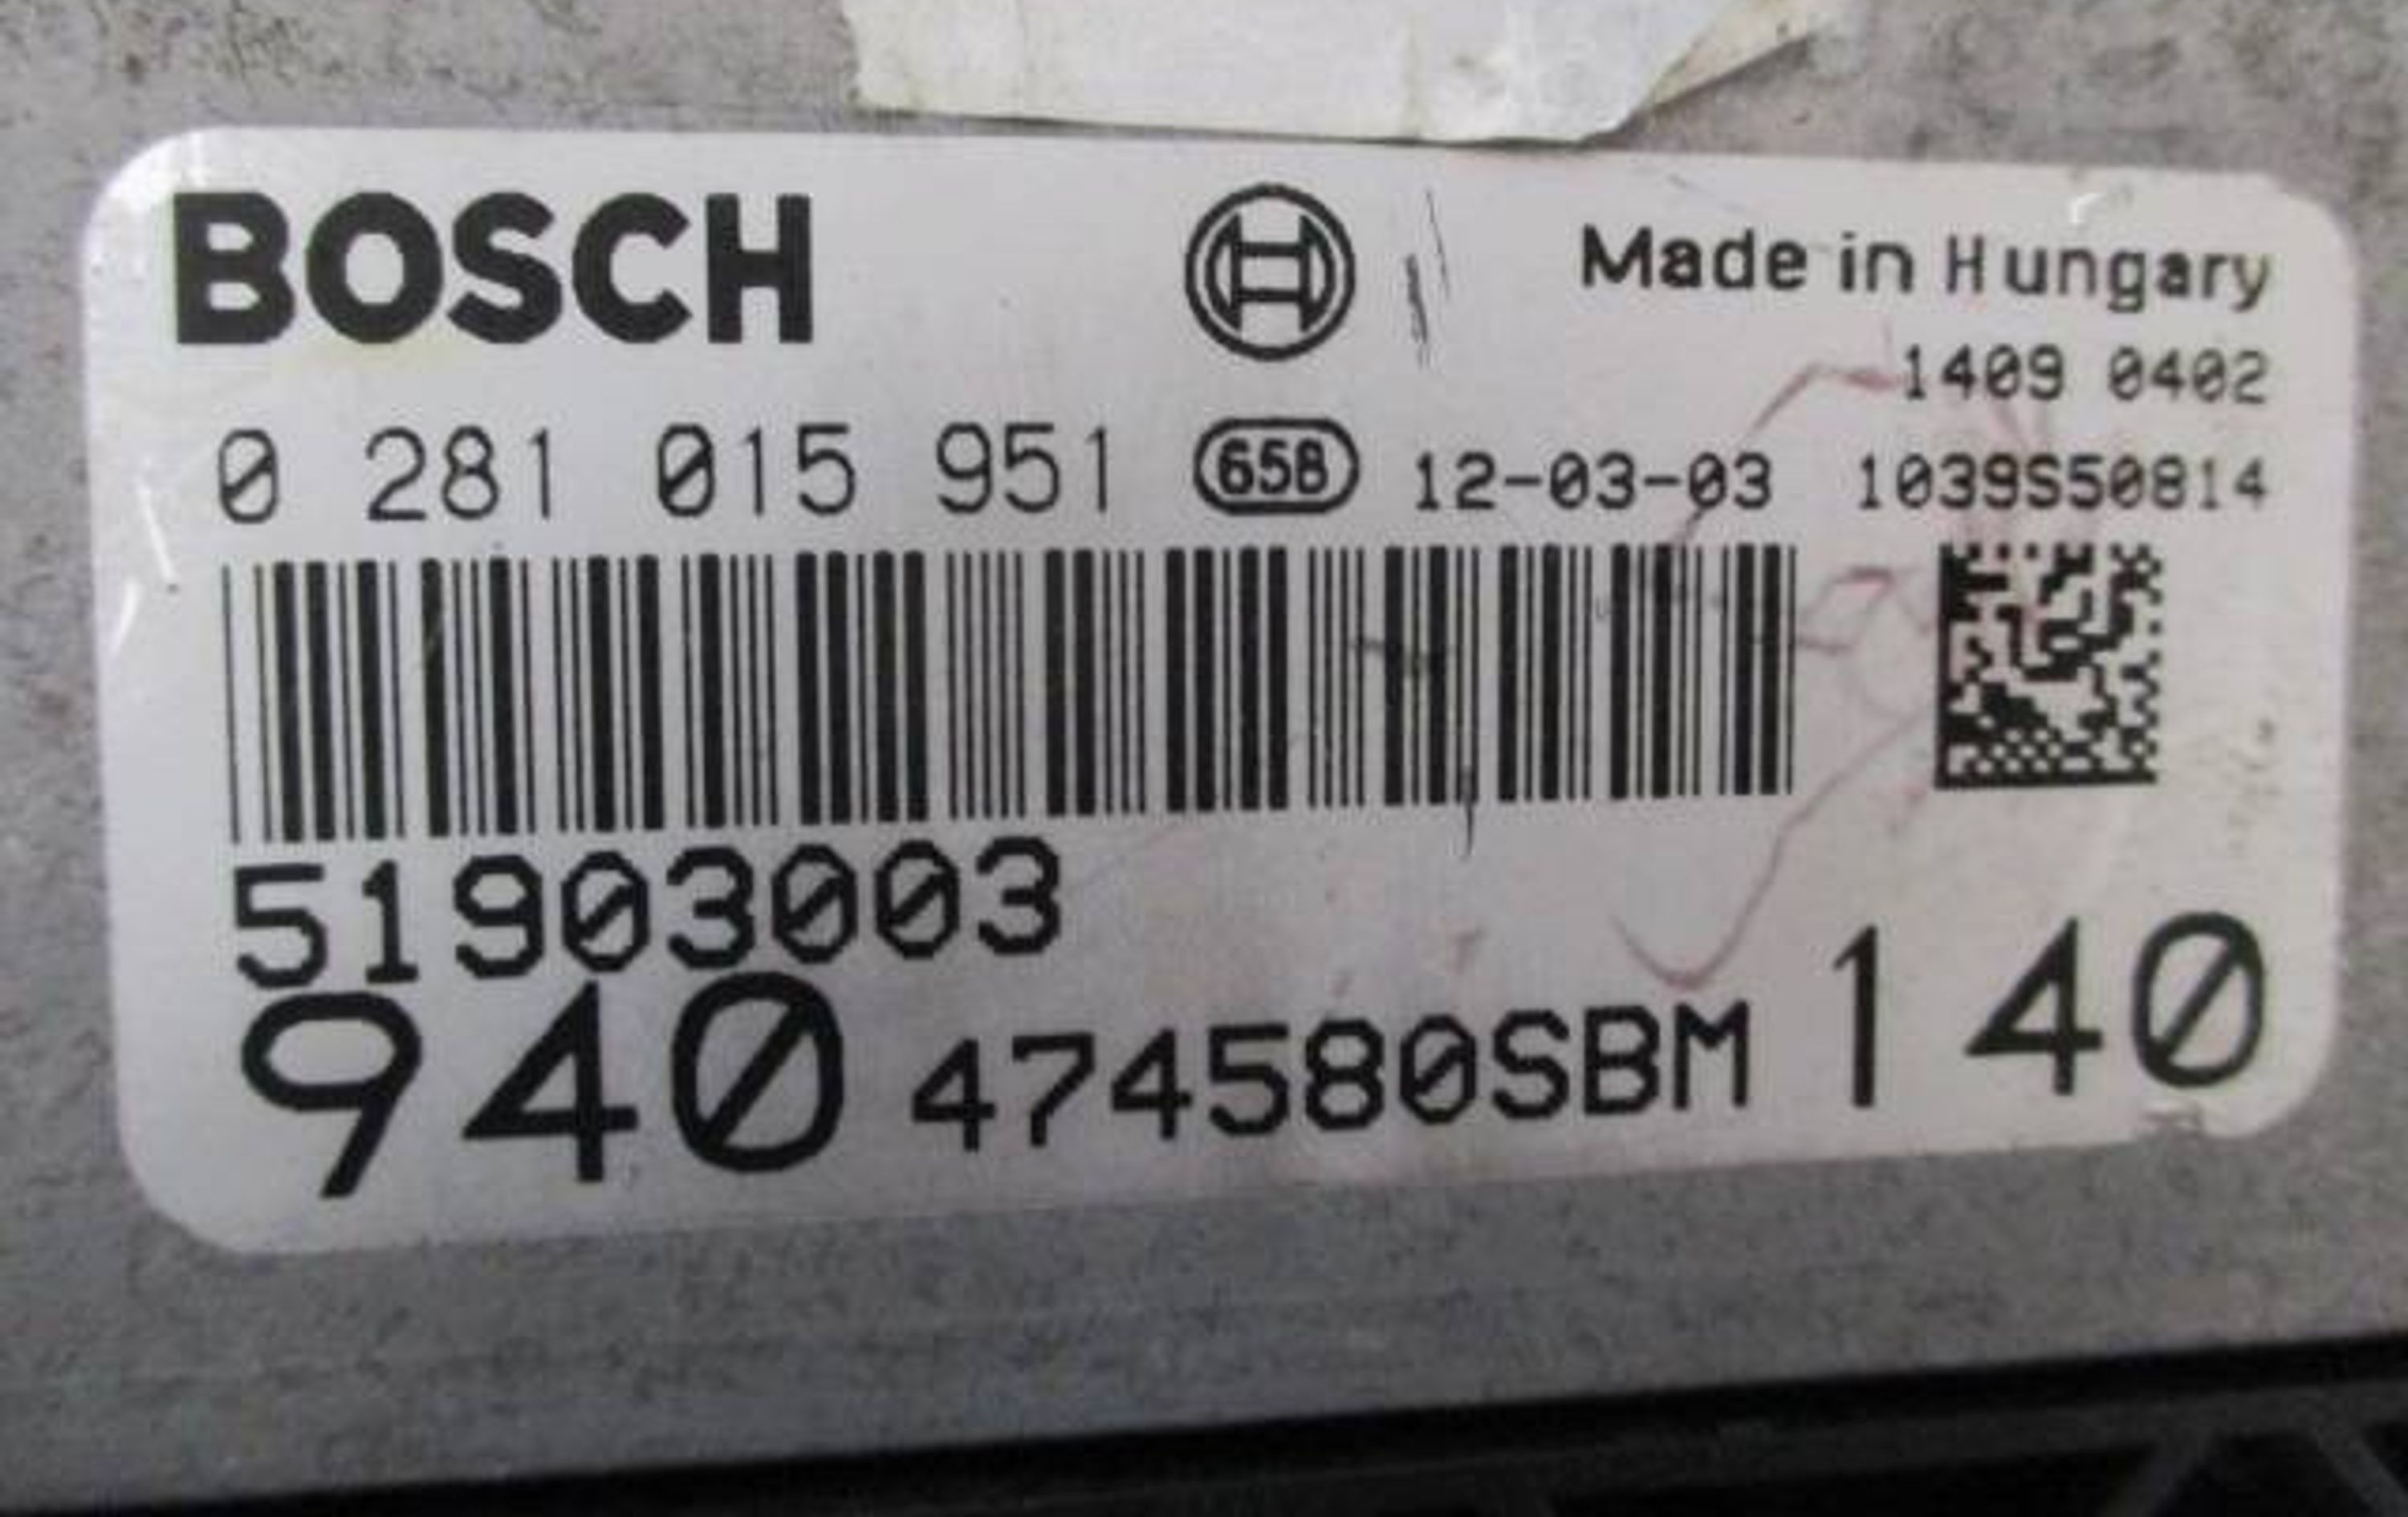 BOSCH
Made in Hungary
1409 0402
0 281 015 951 658 12-03-03 1039S50814
51903003
940 474580SBM 140